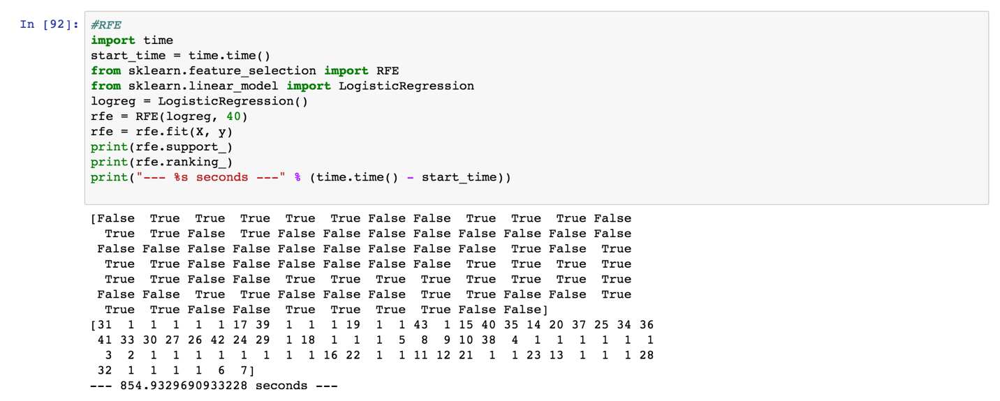 In [92]: #RFE
import time
start_time = time.time()
from sklearn.feature_selection import RFE
from sklearn.linear_model import LogisticRegression
logreg = LogisticRegression()
rfe = RFE(logreg, 40)
rfe = rfe.fit(X, y)
print(rfe.support_)
print(rfe.ranking_)
print("--- %s seconds ---" % (time.time() - start_time))
[False  True  True  True  True  True False False  True  True  True False
  True  True False  True False False False False False False False False
 False False False False False False False False False  True False  True
  True  True False False False False False False  True  True  True  True
  True  True False False  True  True  True  True  True  True  True  True
 False False  True  True False False False  True  True False False  True
  True  True False False  True  True  True  True False False]
[31  1  1  1  1  1 17 39  1  1  1 19  1  1 43  1 15 40 35 14 20 37 25 34 36
 41 33 30 27 26 42 24 29  1 18  1  1  1  5  8  9 10 38  4  1  1  1  1  1  1
  3  2  1  1  1  1  1  1  1  1 16 22  1  1 11 12 21  1  1 23 13  1  1  1 28
 32  1  1  1  1  6  7]
--- 854.9329690933228 seconds ---